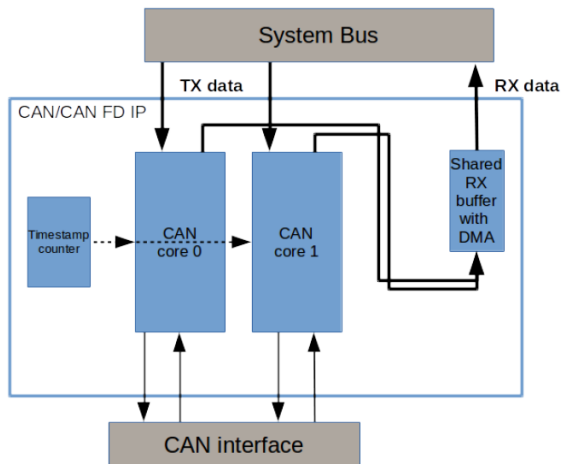 System Bus
TX data
RX data
CAN/CAN FD IP
Shared
RX
buffer
with
DMA
Timestamp
counter
CAN
core 0
CAN
core 1
CAN interface